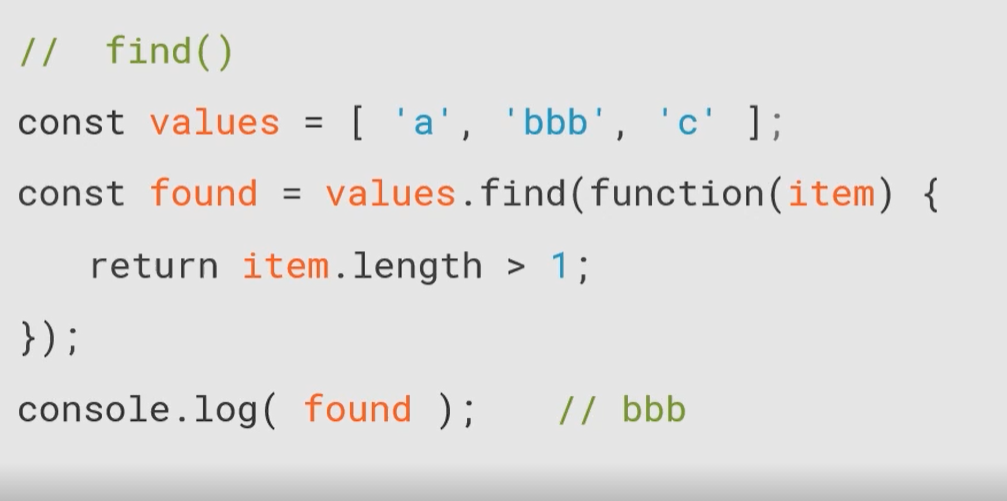 // find()
const values = [ 'a', 'bbb', 'c' ];
const found = values.find(function(item) {
return item.length > 1;
});
console.log( found ); // bbb